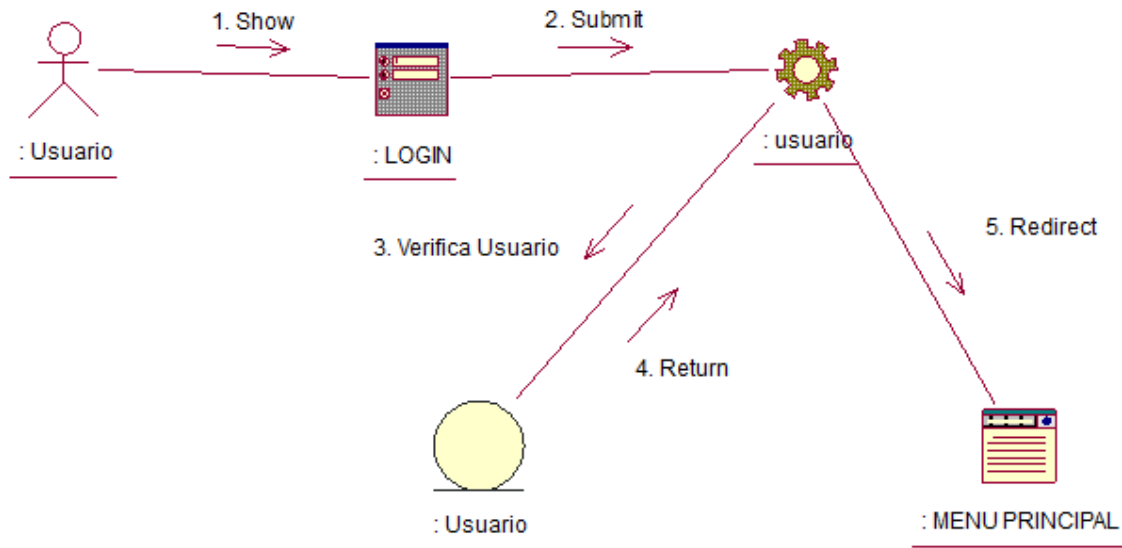 1. Show
2. Submit
: Usuario
: LOGIN
: usuario
3. Verifica Usuario
5. Redirect
4. Return
: Usuario
: MENU PRINCIPAL